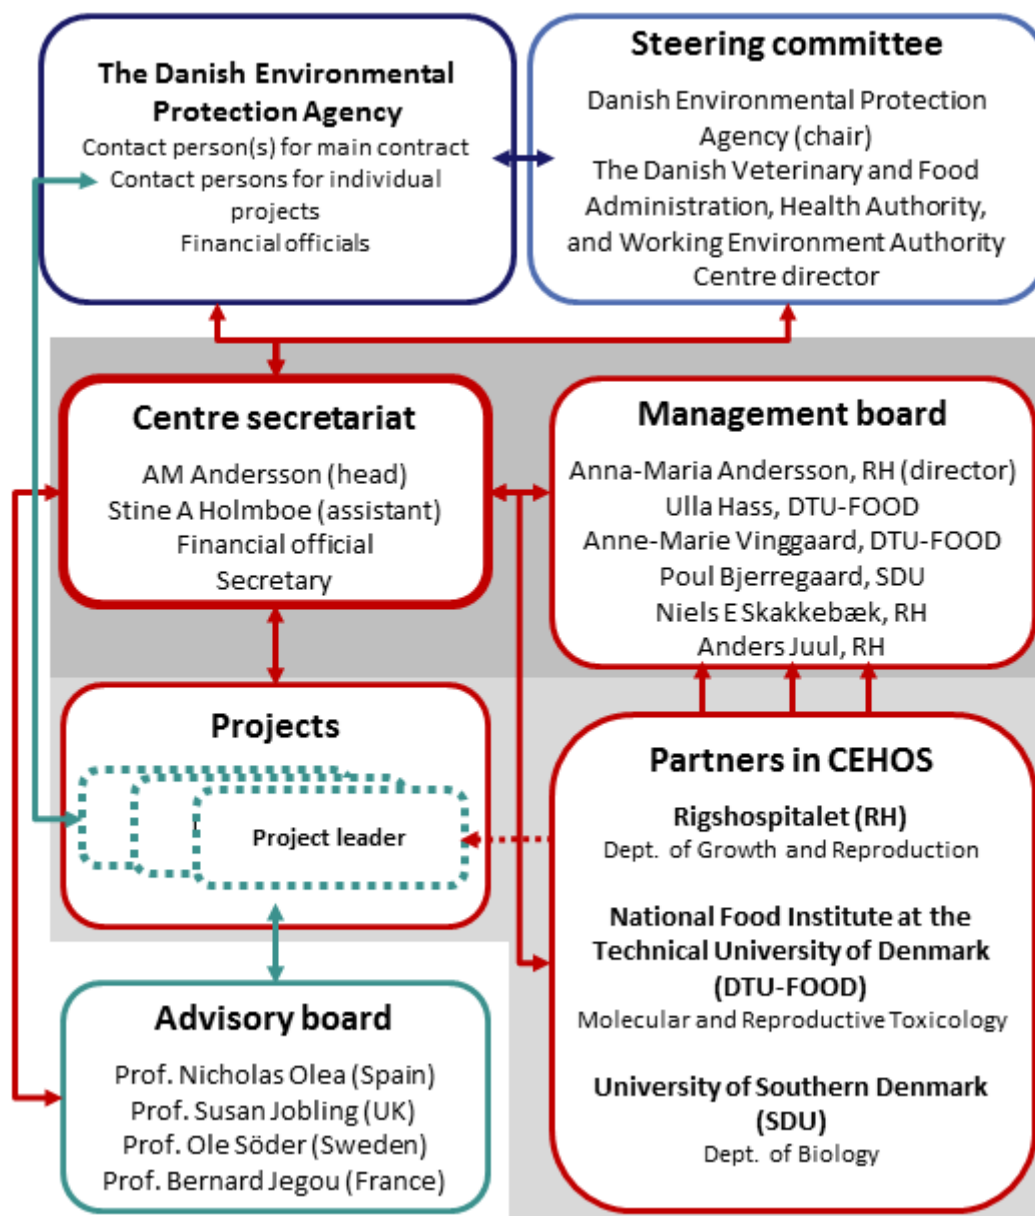 The Danish Environmental
Protection Agency
Contact person(s) for main contract
Contact persons for individual
projects
Financial officials
Steering committee
Danish Environmental Protection
Agency (chair)
The Danish Veterinary and Food
Administration, Health Authority,
and Working Environment Authority
Centre director
Centre secretariat
AM Andersson (head)
Stine A Holmboe (assistant)
Financial official
Secretary
Management board
Anna-Maria Andersson, RH (director)
Ulla Hass, DTU-FOOD
Anne-Marie Vinggaard, DTU-FOOD
Poul Bjerregaard, SDU
Niels E Skakkebæk, RH
Anders Juul, RH
Projects
Project leader
Partners in CEHOS
Rigshospitalet (RH)
Dept. of Growth and Reproduction
National Food Institute at the
Technical University of Denmark
(DTU-FOOD)
Molecular and Reproductive Toxicology
University of Southern Denmark
(SDU)
Dept. of Biology
Advisory board
Prof. Nicholas Olea (Spain)
Prof. Susan Jobling (UK)
Prof. Ole Söder (Sweden)
Prof. Bernard Jegou (France)